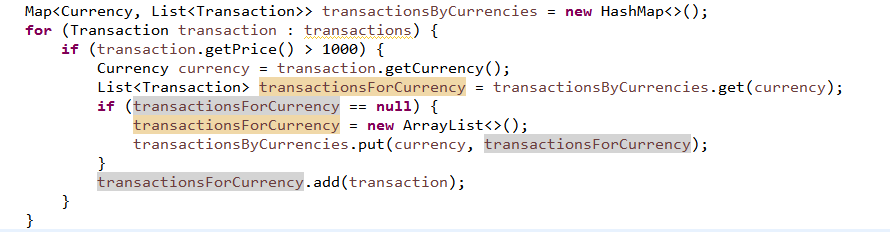 Map<Currency, List<Transaction>> transactionsByCurrencies = new HashMap<>();
for (Transaction transaction : transactions) {
    if (transaction.getPrice() > 1000) {
        Currency currency = transaction.getCurrency();
        List<Transaction> transactionsForCurrency = transactionsByCurrencies.get(currency);
        if (transactionsForCurrency == null) {
            transactionsForCurrency = new ArrayList<>();
            transactionsByCurrencies.put(currency, transactionsForCurrency);
        }
        transactionsForCurrency.add(transaction);
    }
}